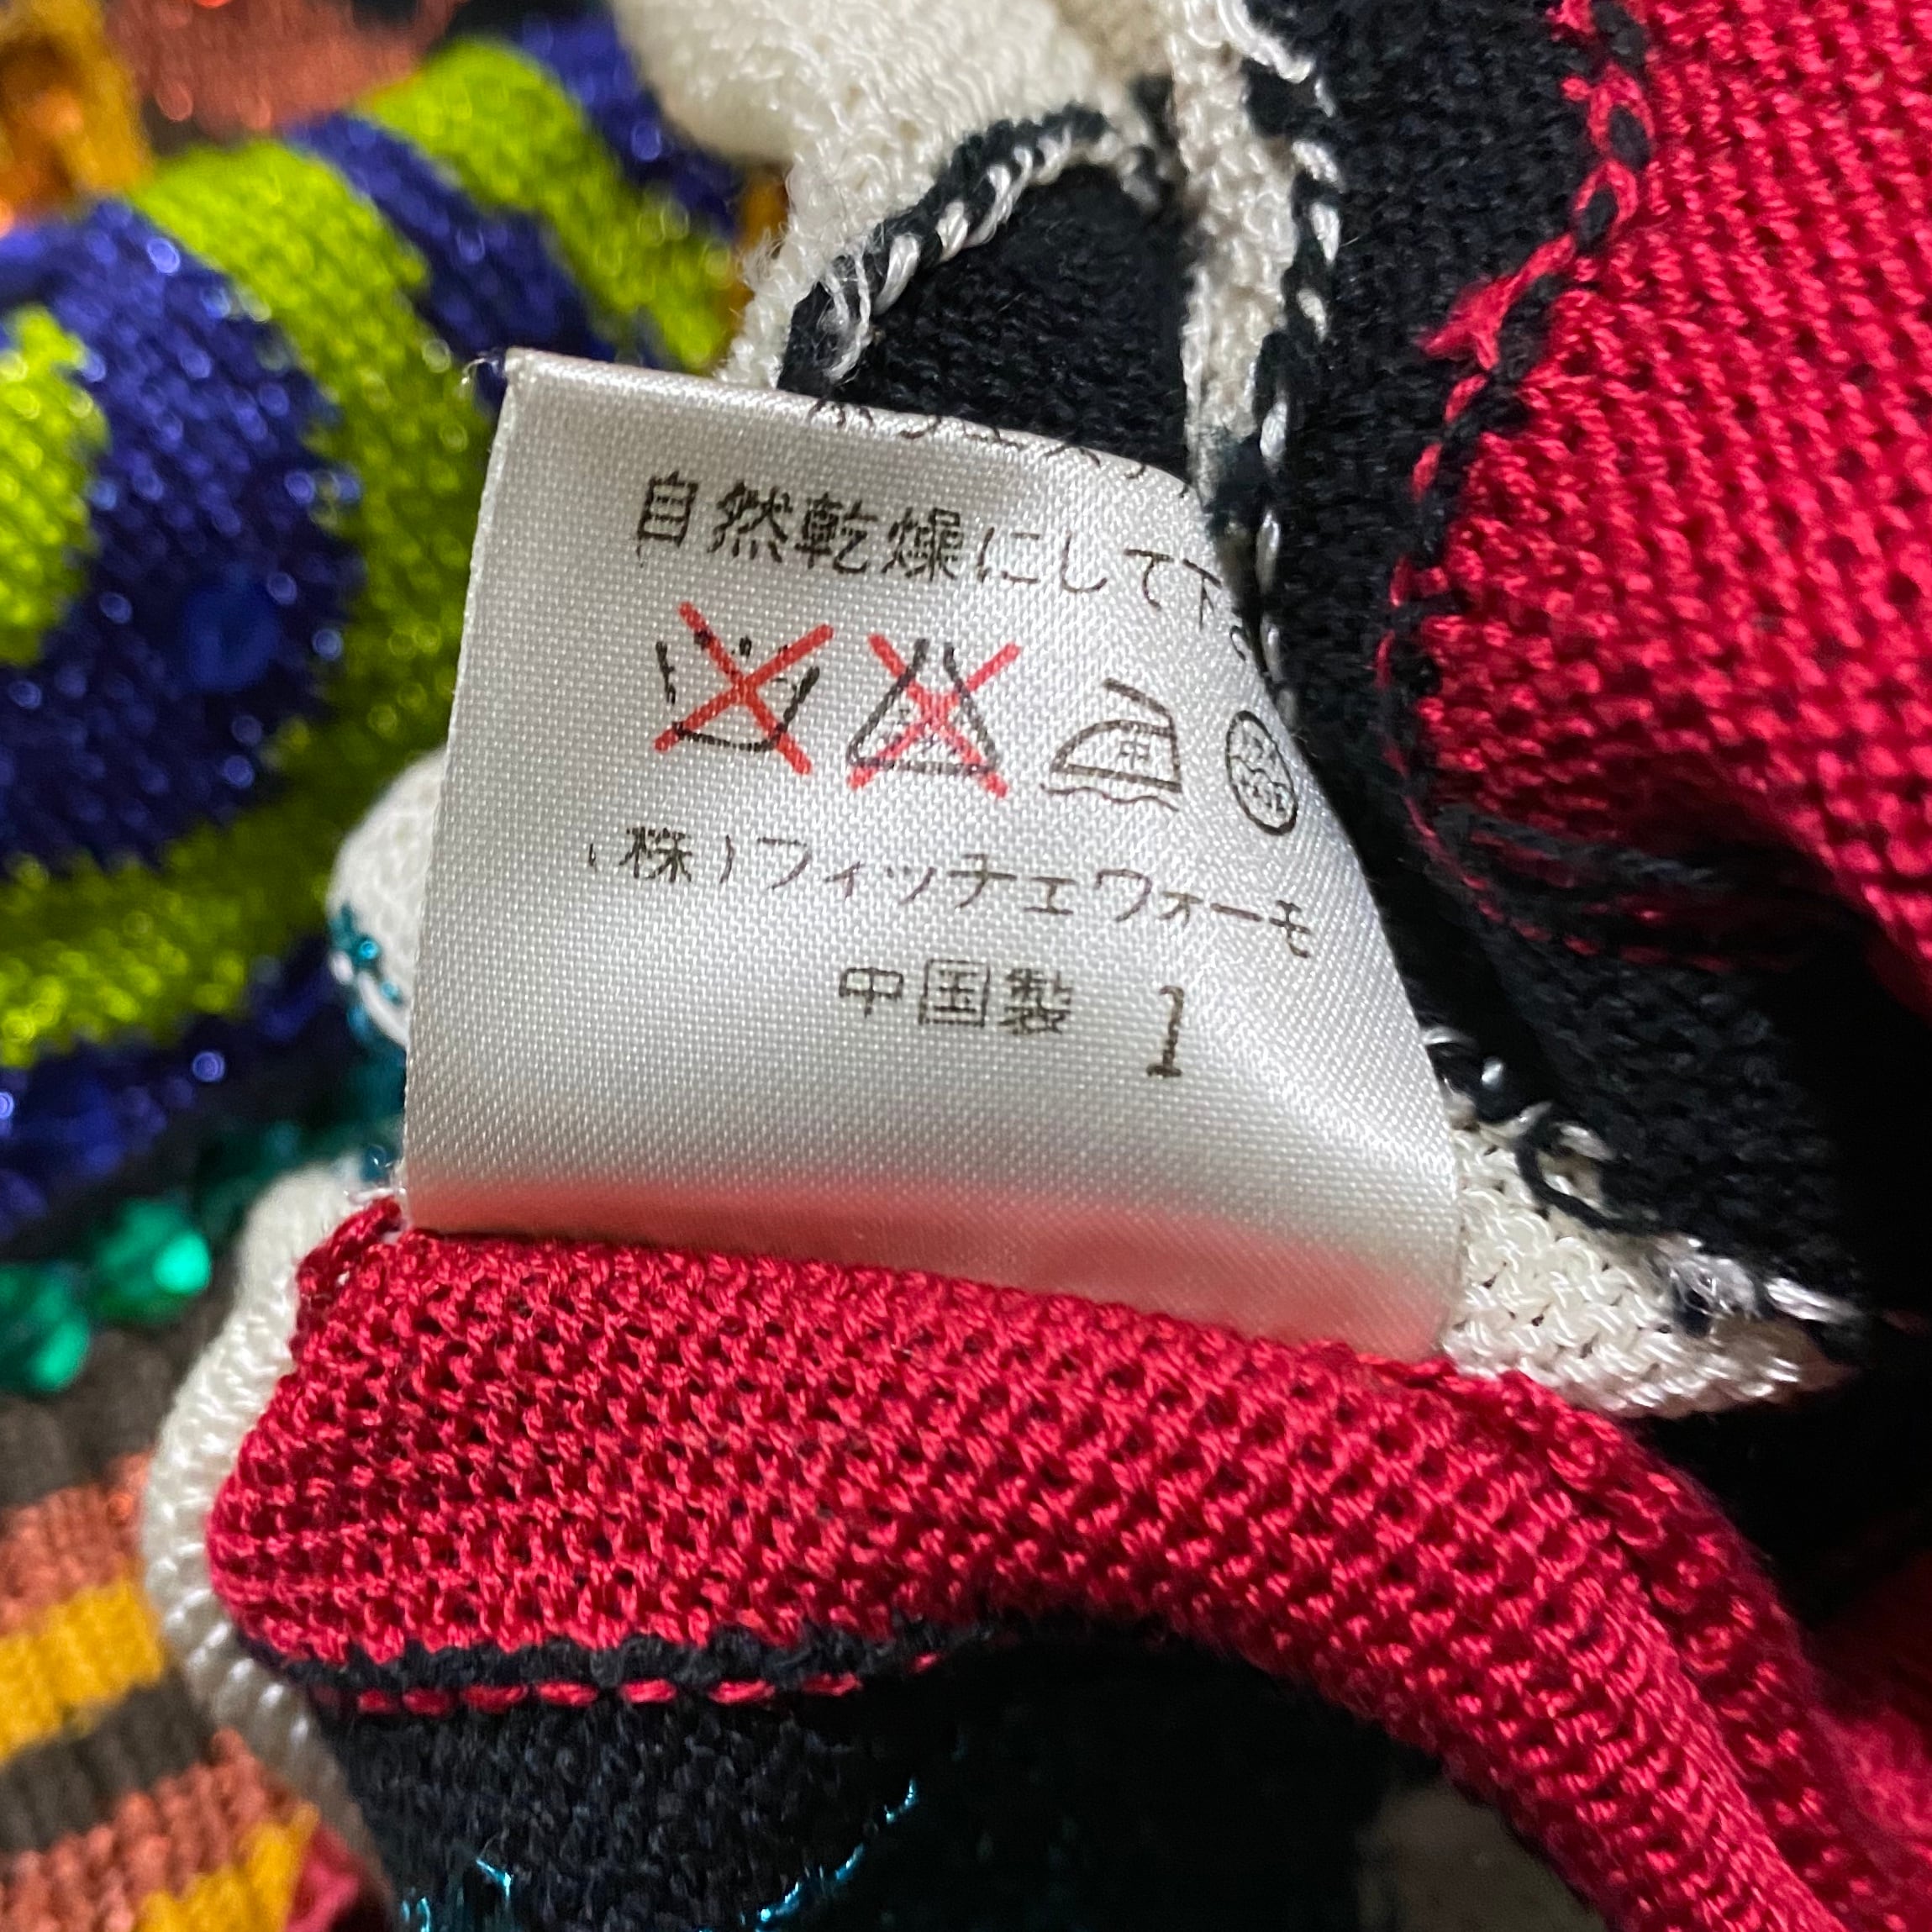 自然乾燥にして下さ
中
(株)フィッチェウォーモ
中国製 1